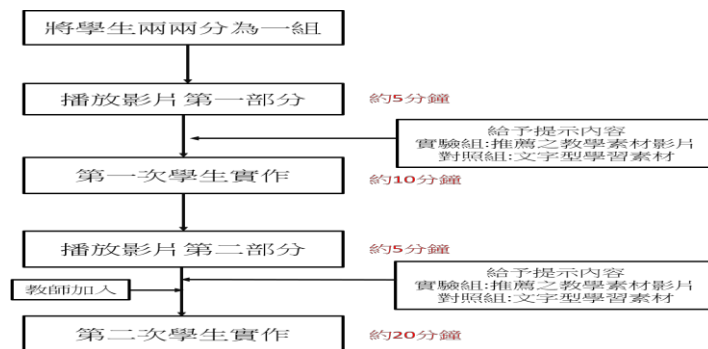 將學生兩兩分為一組
播放影片第一部分
約5分鐘
給予提示內容
實驗組:推薦之教學素材影片
對照組:文字型學習素材
第一次學生實作
約10分鐘
播放影片第二部分
約5分鐘
給予提示內容
實驗組:推薦之教學素材影片
對照組:文字型學習素材
教師加入
第二次學生實作
約20分鐘